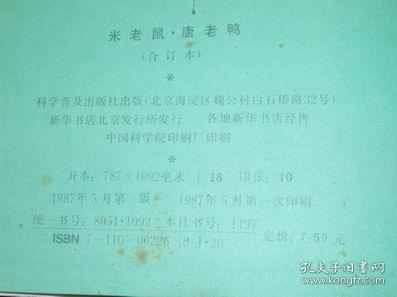 米老鼠·唐老鸭
(合订本)
*
科学普及出版社出版(北京海淀区魏公村白石桥路32号)
新华书店北京发行所发行 各地新华书店经售
中国科学院印刷厂印刷
*
开本:787×1092毫米 1 16 印张:10
1987年5月第一版 1987年5月第一次印刷
统一书号:8051·1092 本社书号:1497
ISBN 7—110—00226—8 J·20 定价:7.50元
孔夫子旧书网
www.kongfz.com